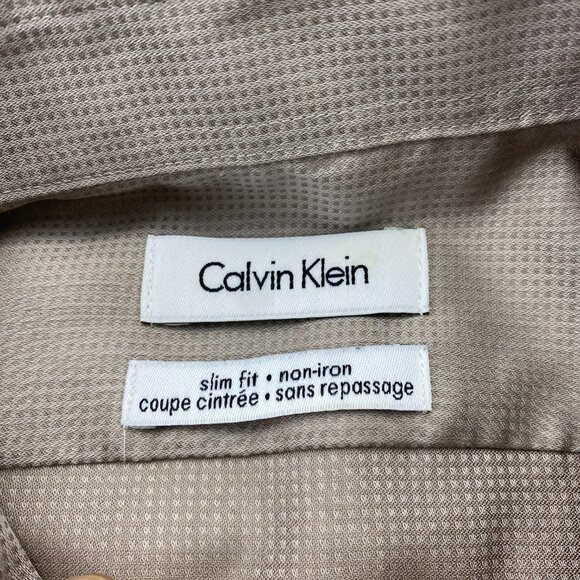 Calvin Klein
slim fit • non-iron
coupe cintrée • sans repassage